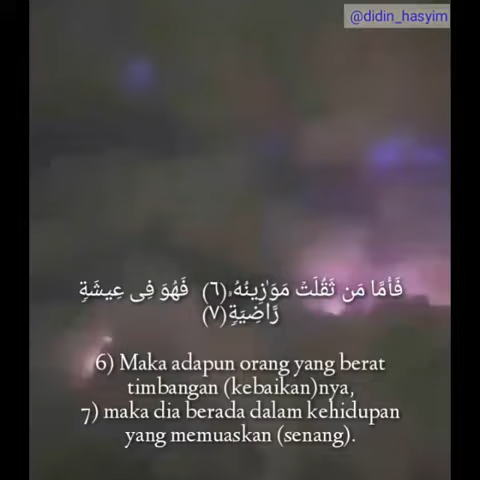 @didin_hasyim
فَأَمَّا مَن ثَقُلَتْ مَوَٰزِينُهُۥ(٦) فَهُوَ فِى عِيشَةٍ
رَّاضِيَةٍ(٧)
6) Maka adapun orang yang berat
timbangan (kebaikan)nya,
7) maka dia berada dalam kehidupan
yang memuaskan (senang).